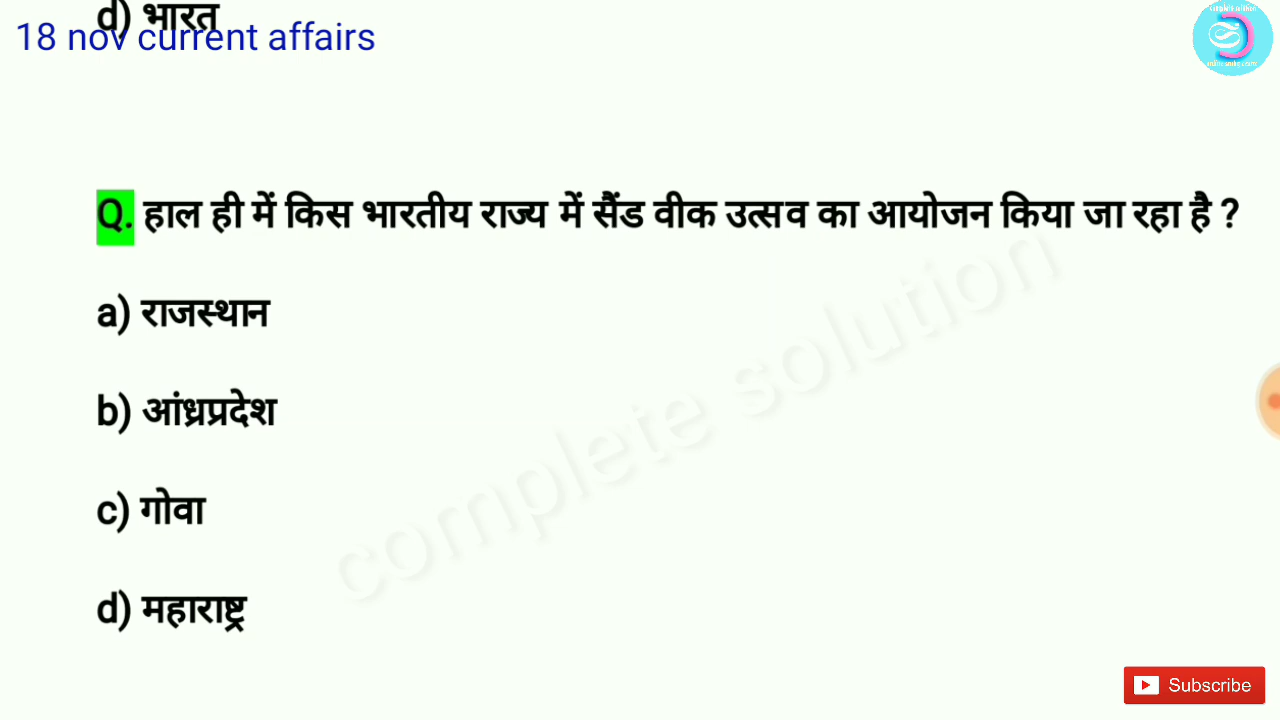 d) भारत
18 nov current affairs
Q. हाल ही में किस भारतीय राज्य में सैंड वीक उत्सव का आयोजन किया जा रहा है ?
a) राजस्थान
b) आंध्रप्रदेश
c) गोवा
d) महाराष्ट्र
complete solution
Subscribe